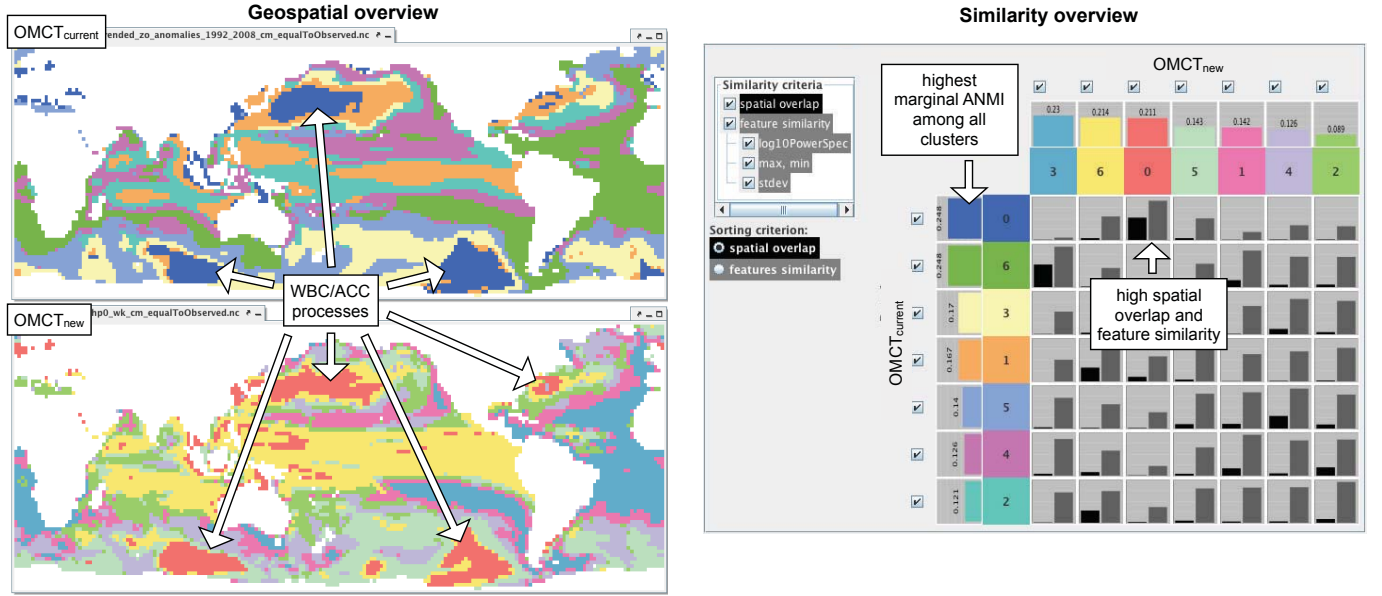 Geospatial overview
OMCTcurrent
rended_zo_anomalies_1992_2008_cm_equalToObserved.nc
WBC/ACC
processes
OMCTnew
hp0_wk_cm_equalToObserved.nc
Similarity overview
Similarity criteria
spatial overlap
feature similarity
log10PowerSpec
max, min
stdev
Sorting criterion:
spatial overlap
features similarity
highest
marginal ANMI
among all
clusters
OMCTnew
0.23 0.214 0.211 0.143 0.142 0.126 0.089
3 6 0 5 1 4 2
OMCTcurrent
0.248 0
0.248 6
0.17 3
0.167 1
0.14 5
0.126 4
0.121 2
high spatial
overlap and
feature similarity